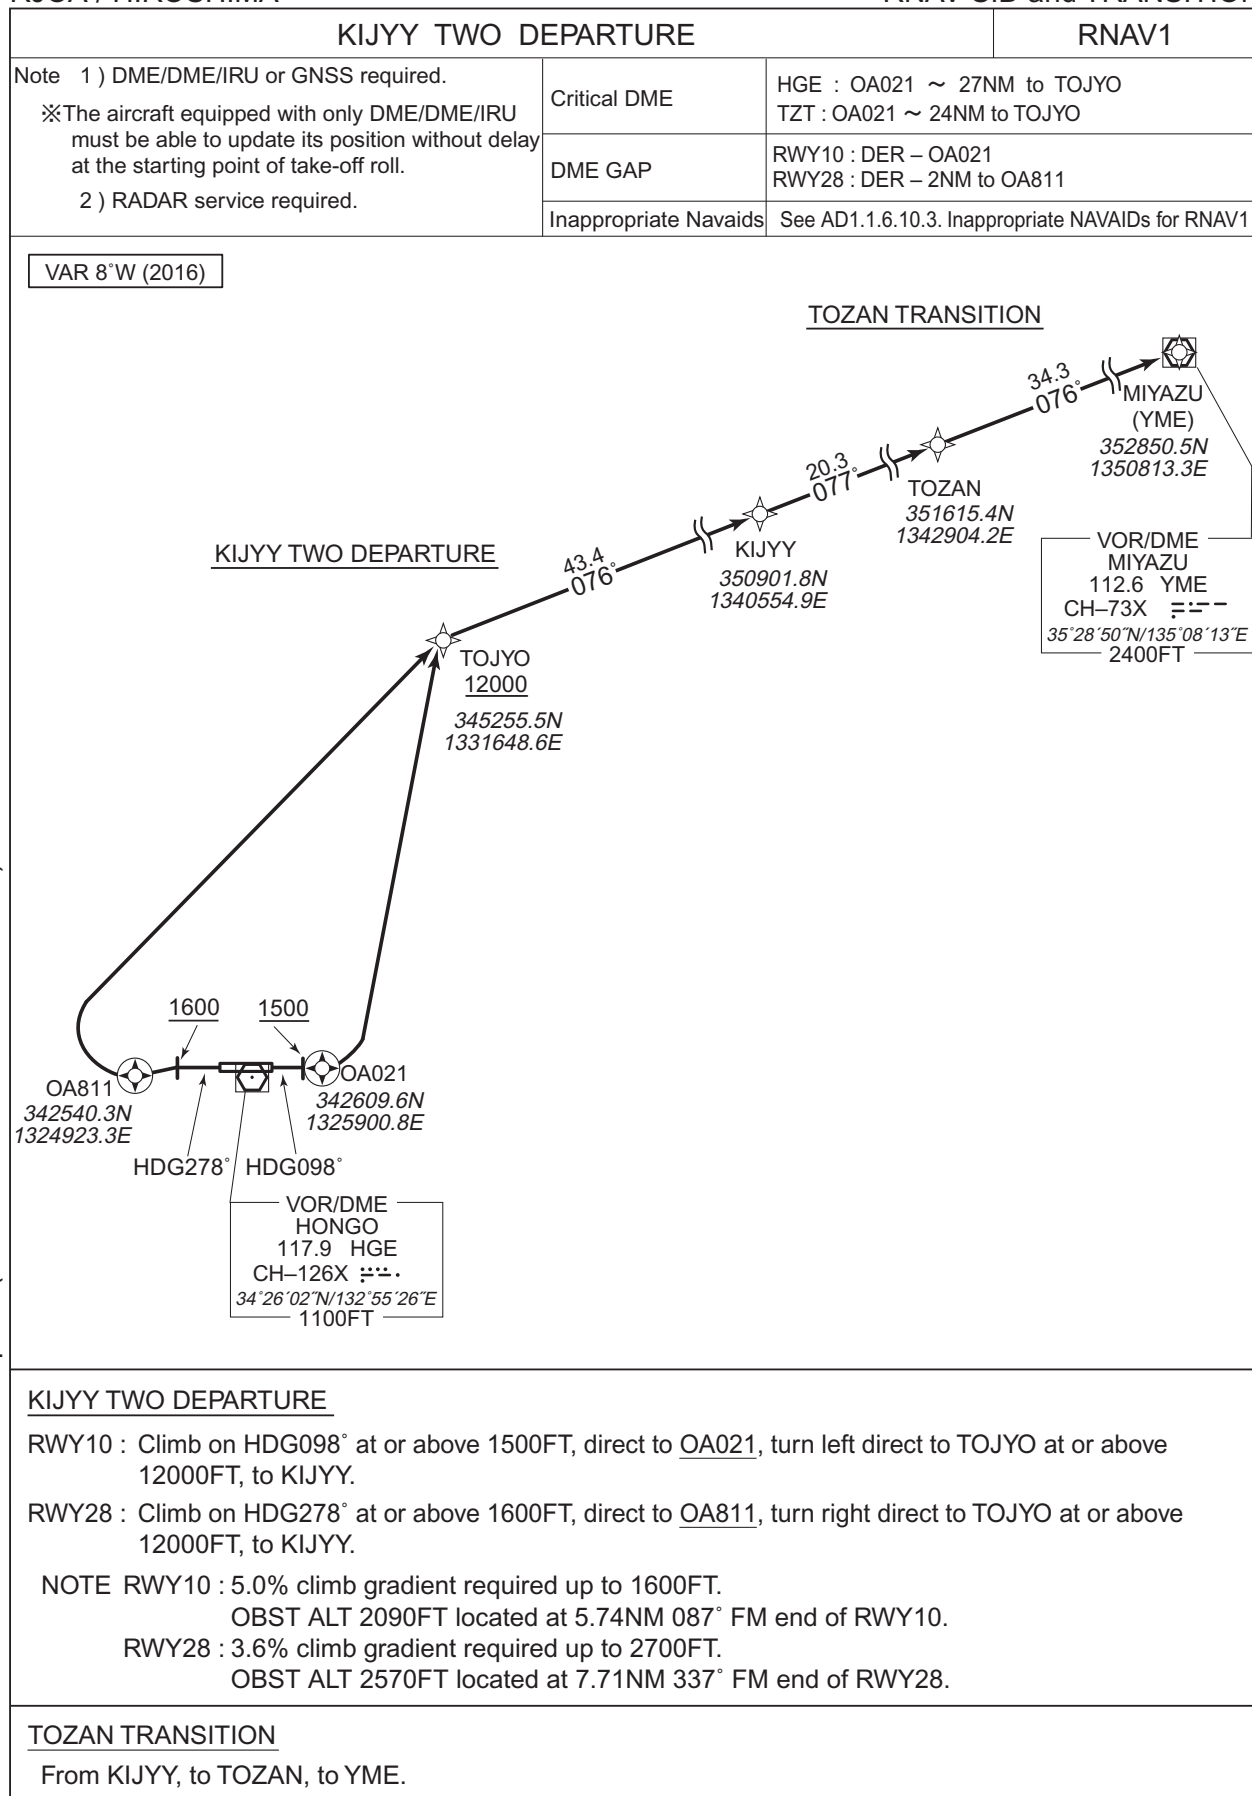 KIJYY TWO DEPARTURE
RNAV1
Note 1 ) DME/DME/IRU or GNSS required.
※The aircraft equipped with only DME/DME/IRU
must be able to update its position without delay
at the starting point of take-off roll.
2 ) RADAR service required.
Critical DME
HGE : OA021 ～ 27NM to TOJYO
TZT : OA021 ～ 24NM to TOJYO
DME GAP
RWY10 : DER – OA021
RWY28 : DER – 2NM to OA811
Inappropriate Navaids
See AD1.1.6.10.3. Inappropriate NAVAIDs for RNAV1
VAR 8°W (2016)
TOZAN TRANSITION
34.3
076°
MIYAZU
(YME)
352850.5N
1350813.3E
20.3
077°
TOZAN
351615.4N
1342904.2E
VOR/DME
MIYAZU
112.6 YME
CH–73X
35°28´50˝N/135°08´13˝E
2400FT
KIJYY TWO DEPARTURE
43.4
076°
KIJYY
350901.8N
1340554.9E
TOJYO
12000
345255.5N
1331648.6E
1600
1500
OA811
342540.3N
1324923.3E
OA021
342609.6N
1325900.8E
HDG278°
HDG098°
VOR/DME
HONGO
117.9 HGE
CH–126X
34°26´02˝N/132°55´26˝E
1100FT
KIJYY TWO DEPARTURE
RWY10 : Climb on HDG098° at or above 1500FT, direct to OA021, turn left direct to TOJYO at or above
12000FT, to KIJYY.
RWY28 : Climb on HDG278° at or above 1600FT, direct to OA811, turn right direct to TOJYO at or above
12000FT, to KIJYY.
NOTE RWY10 : 5.0% climb gradient required up to 1600FT.
OBST ALT 2090FT located at 5.74NM 087° FM end of RWY10.
RWY28 : 3.6% climb gradient required up to 2700FT.
OBST ALT 2570FT located at 7.71NM 337° FM end of RWY28.
TOZAN TRANSITION
From KIJYY, to TOZAN, to YME.